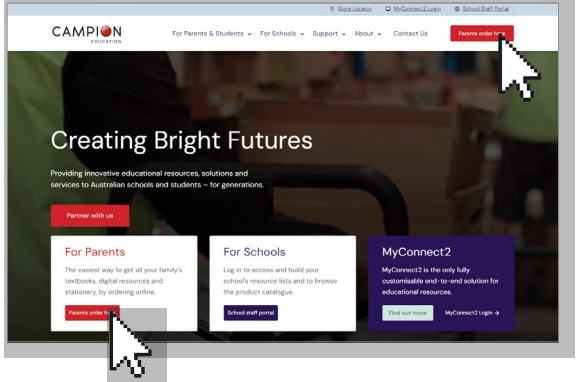 Store Locator MyConnect2 Login School Staff Portal
CAMPION
EDUCATION
For Parents & Students For Schools Support About Contact Us Parents order here
Creating Bright Futures
Providing innovative educational resources, solutions and
services to Australian schools and students – for generations.
Partner with us
For Parents
The easiest way to get all your family's
textbooks, digital resources and
stationery, by ordering online.
Parents order here
For Schools
Log in to access and build your
school's resource lists and to browse
the product catalogue.
School staff portal
MyConnect2
MyConnect2 is the only fully
customisable end-to-end solution for
educational resources.
Find out more MyConnect2 Login →